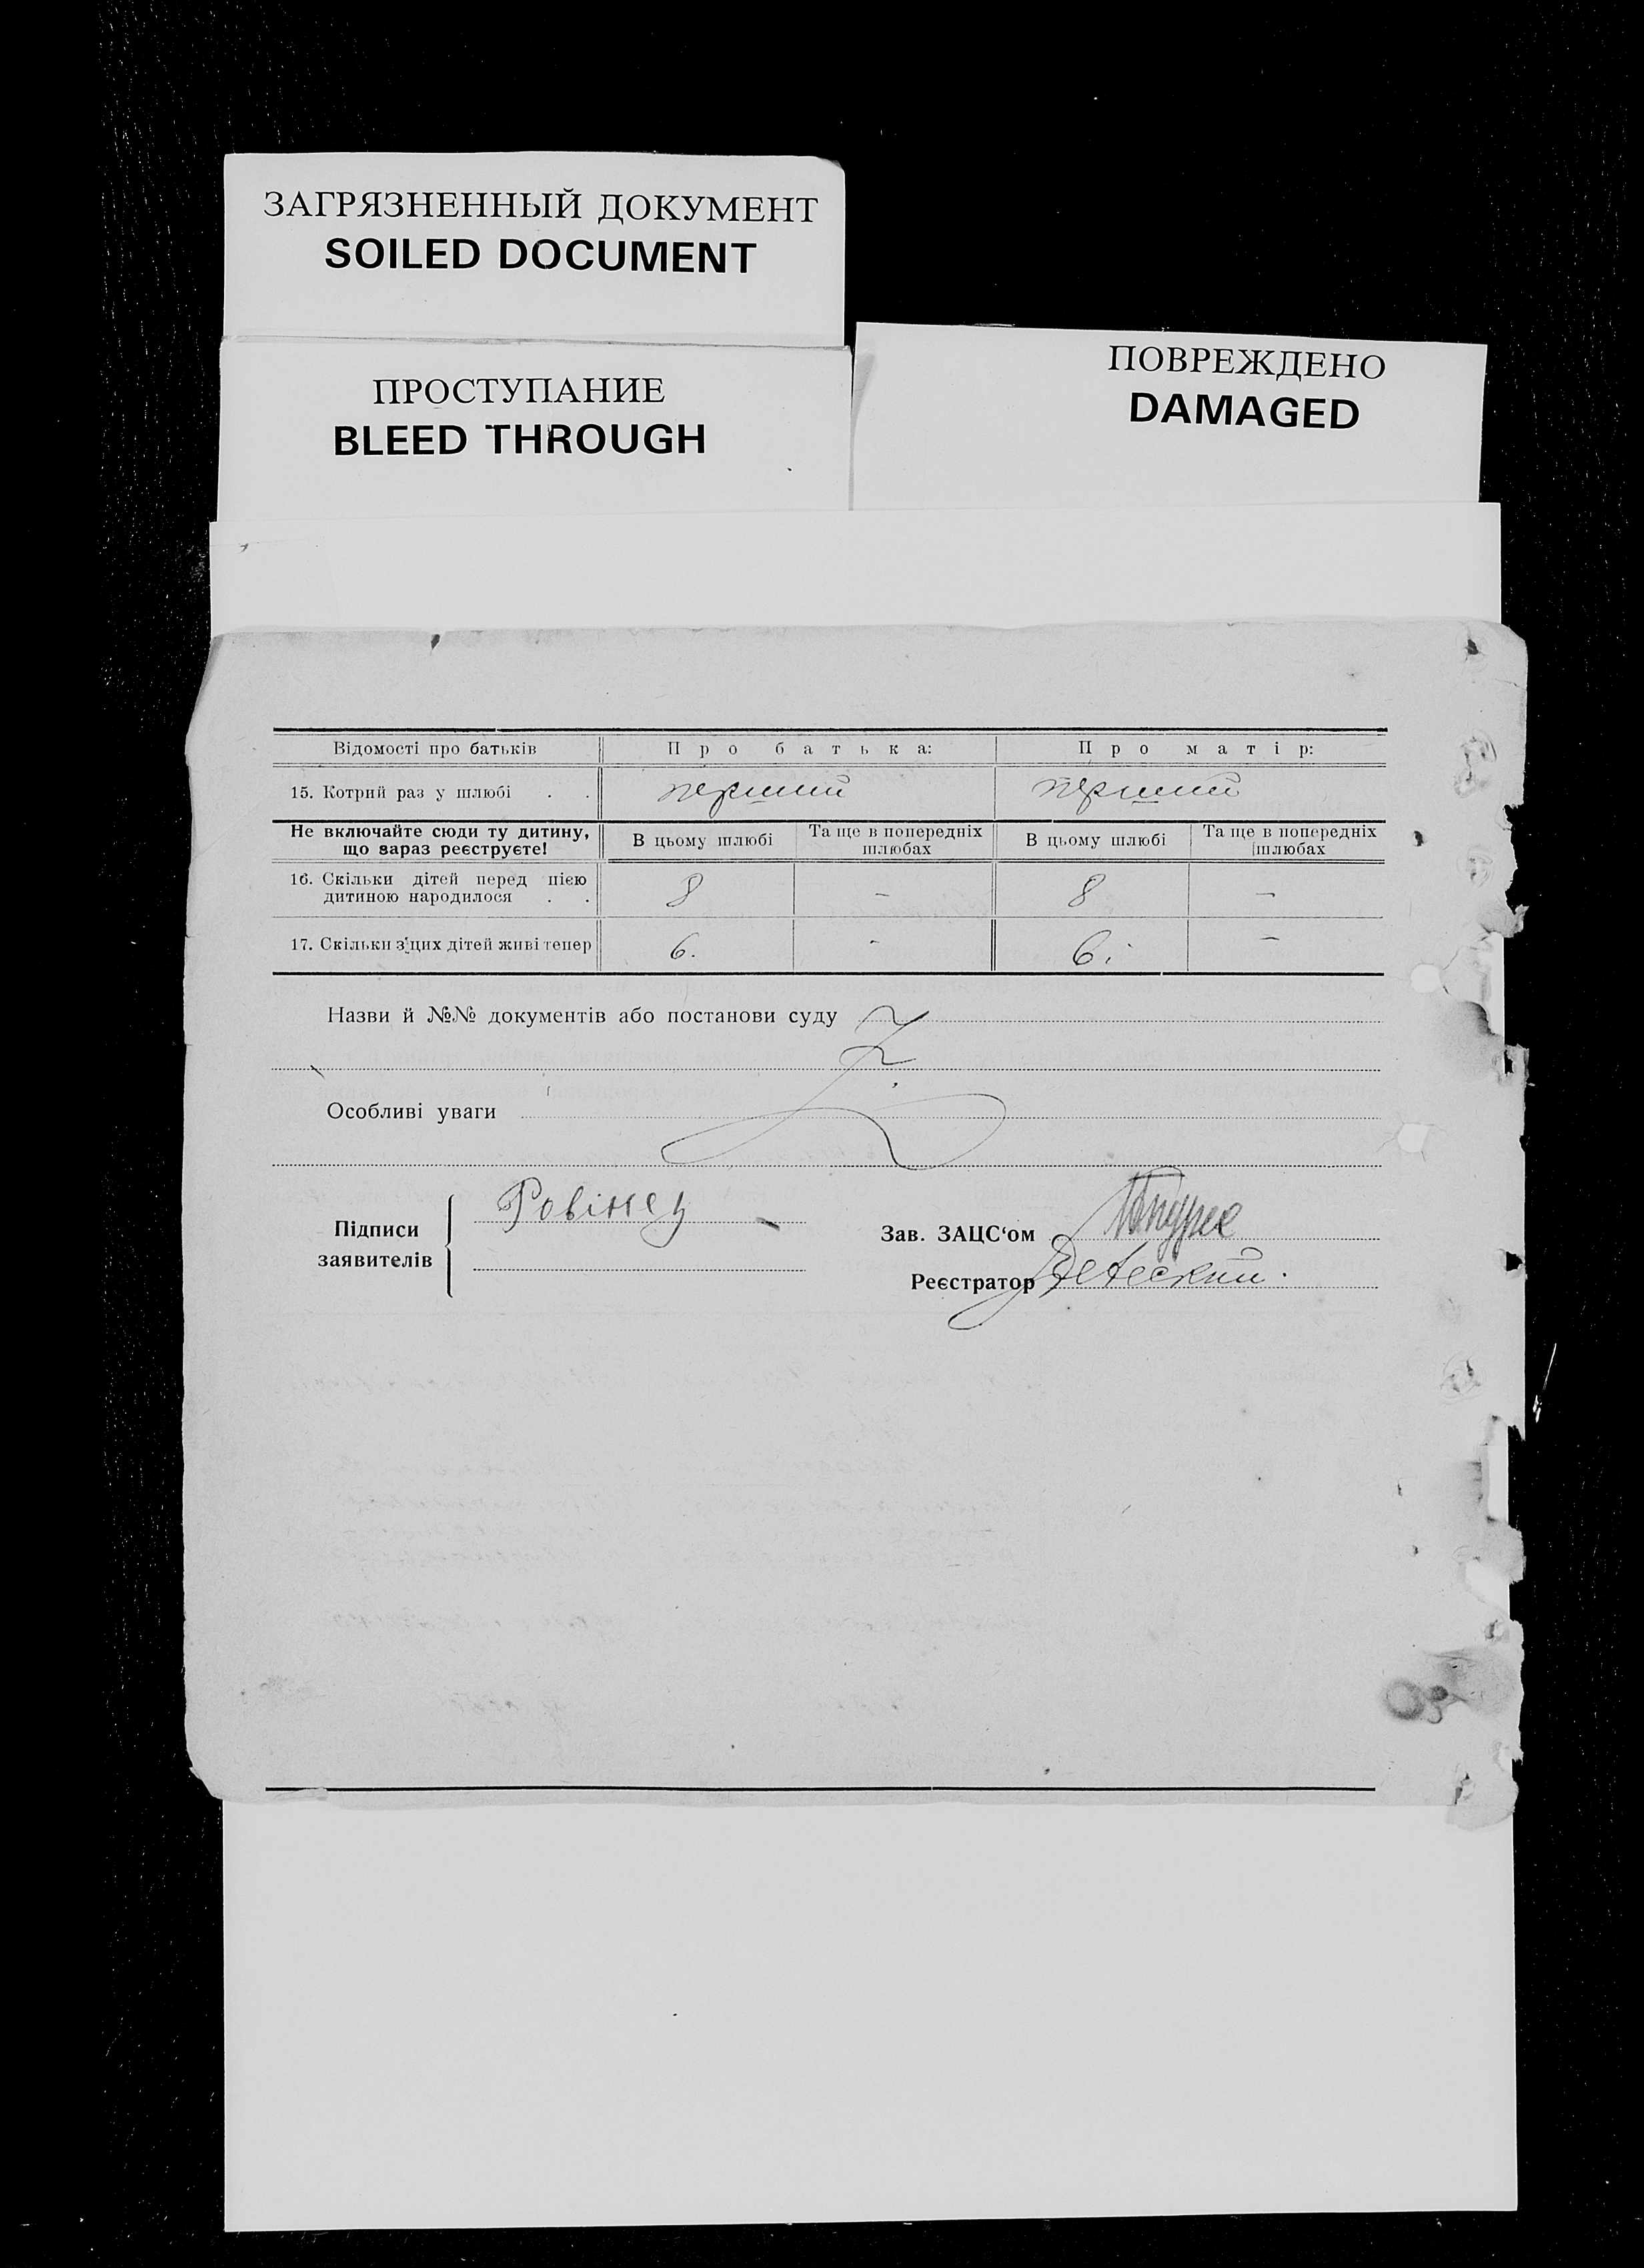 ЗАГРЯЗНЕННЫЙ ДОКУМЕНТ
SOILED DOCUMENT
ПРОСТУПАНИЕ
BLEED THROUGH
ПОВРЕЖДЕНО
DAMAGED
Відомості про батьків Про батька: Про матір:
15. Котрий раз у шлюбі . . перший перший
Не включайте сюди ту дитину, що зараз реєструєте! В цьому шлюбі Та ще в попередніх шлюбах В цьому шлюбі Та ще в попередніх шлюбах
16. Скільки дітей перед цією дитиною народилося . . 8 – 8 –
17. Скільки з цих дітей живі тепер 6. - 6. –
Назви й №№ документів або постанови суду
Особливі уваги
Підписи заявителів Ровінец
Зав. ЗАЦС‘ом
Реєстратор